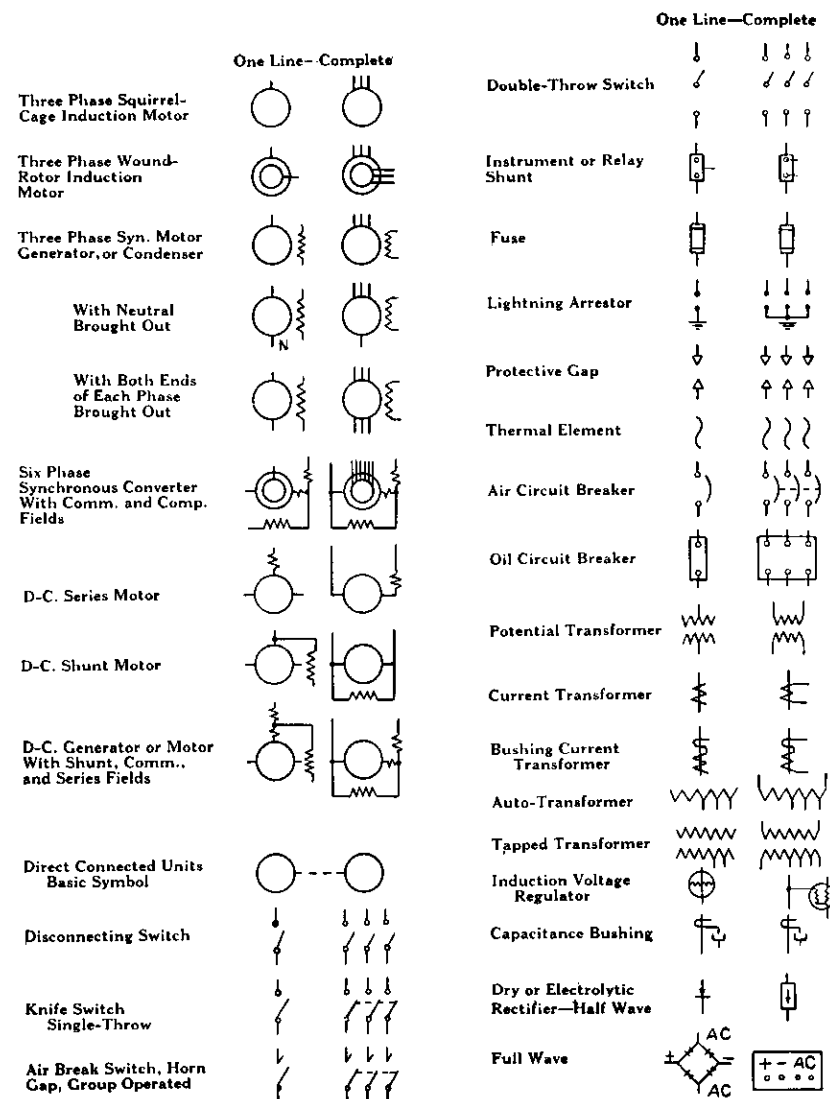 One Line--Complete
Three Phase Squirrel-
Cage Induction Motor
Three Phase Wound-
Rotor Induction
Motor
Three Phase Syn. Motor
Generator, or Condenser
With Neutral
Brought Out
N
With Both Ends
of Each Phase
Brought Out
Six Phase
Synchronous Converter
With Comm. and Comp.
Fields
D-C. Series Motor
D-C. Shunt Motor
D-C. Generator or Motor
With Shunt, Comm.,
and Series Fields
Direct Connected Units
Basic Symbol
Disconnecting Switch
Knife Switch
Single-Throw
Air Break Switch, Horn
Gap, Group Operated
One Line—Complete
Double-Throw Switch
Instrument or Relay
Shunt
Fuse
Lightning Arrestor
Protective Gap
Thermal Element
Air Circuit Breaker
Oil Circuit Breaker
Potential Transformer
Current Transformer
Bushing Current
Transformer
Auto-Transformer
Tapped Transformer
Induction Voltage
Regulator
Capacitance Bushing
Dry or Electrolytic
Rectifier—Half Wave
Full Wave
AC
+ −
AC
+ − AC